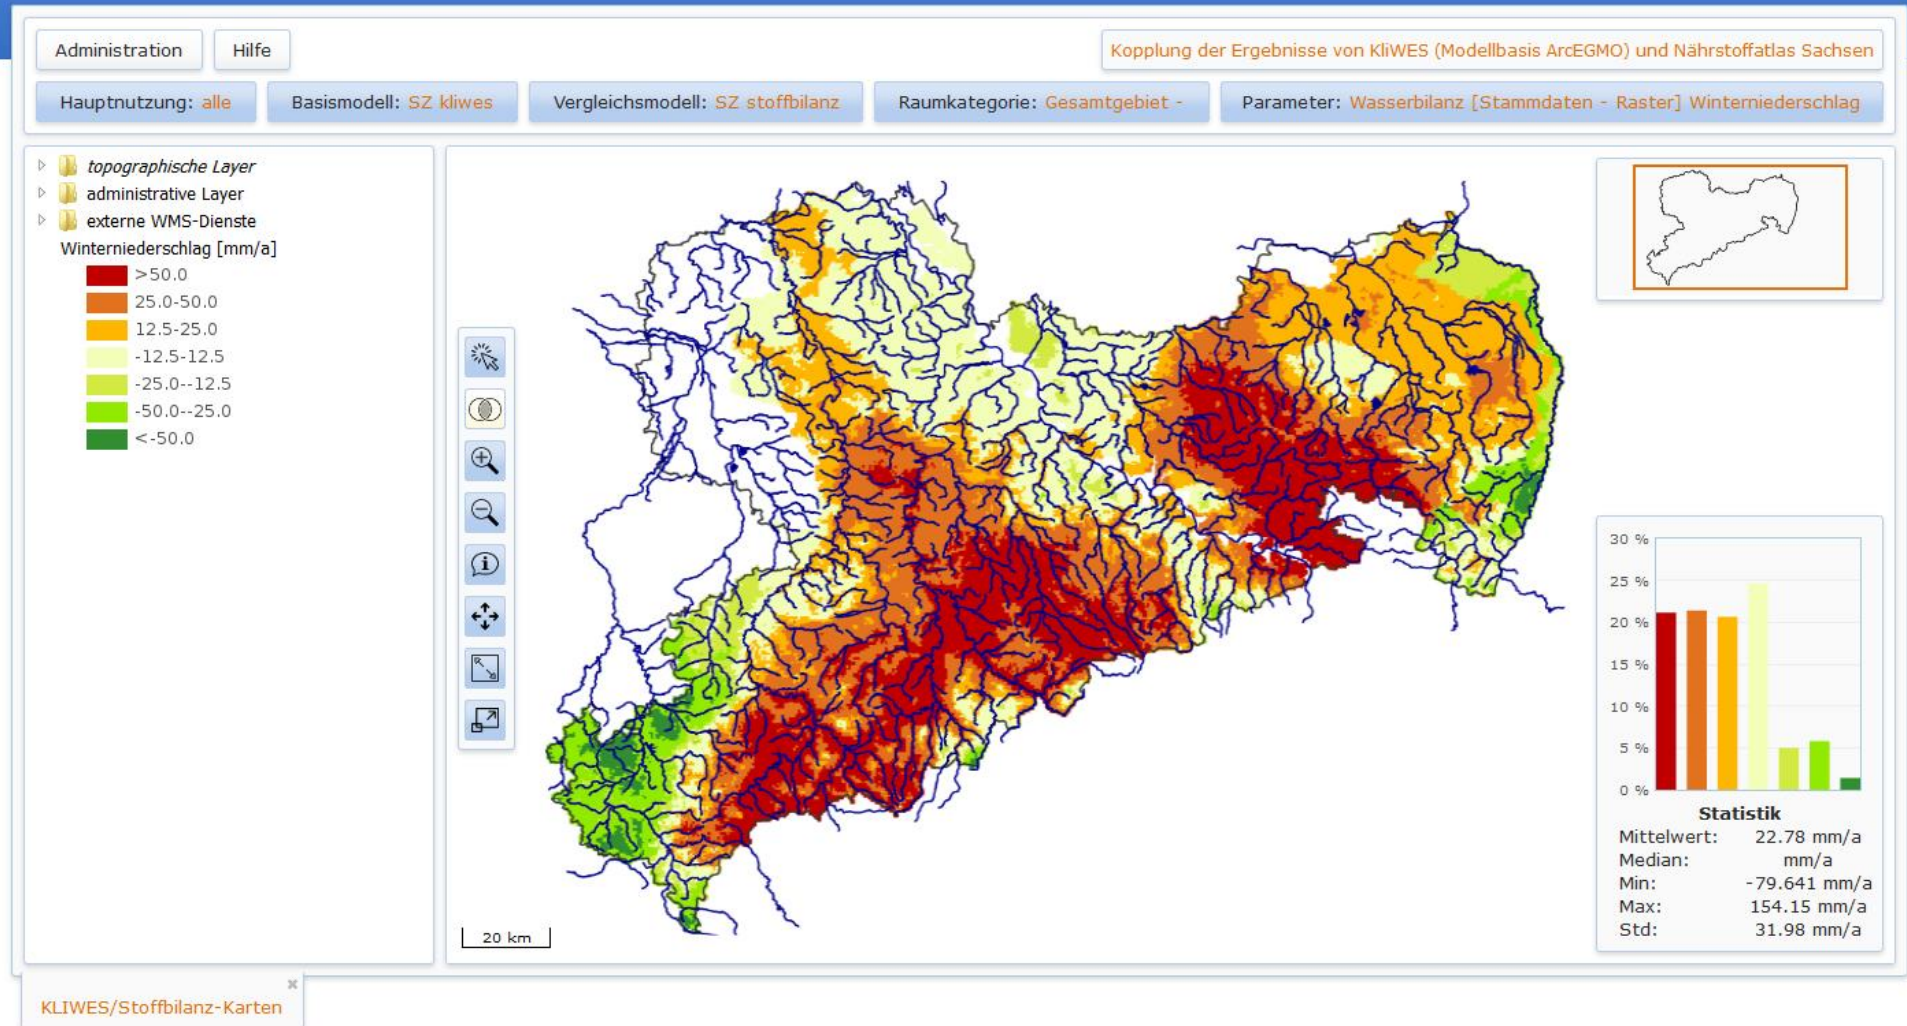 Administration
Hilfe
Kopplung der Ergebnisse von KliWES (Modellbasis ArcEGMO) und Nährstoffatlas Sachsen
Hauptnutzung: alle
Basismodell: SZ kliwes
Vergleichsmodell: SZ stoffbilanz
Raumkategorie: Gesamtgebiet -
Parameter: Wasserbilanz [Stammdaten - Raster] Winterniederschlag
topographische Layer
administrative Layer
externe WMS-Dienste
Winterniederschlag [mm/a]
>50.0
25.0-50.0
12.5-25.0
-12.5-12.5
-25.0--12.5
-50.0--25.0
<-50.0
20 km
30 %
25 %
20 %
15 %
10 %
5 %
0 %
Statistik
Mittelwert: 22.78 mm/a
Median: mm/a
Min: -79.641 mm/a
Max: 154.15 mm/a
Std: 31.98 mm/a
KLIWES/Stoffbilanz-Karten